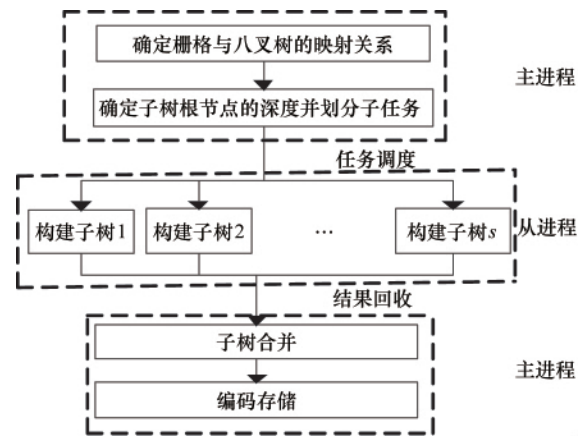 确定栅格与八叉树的映射关系
主进程
确定子树根节点的深度并划分子任务
任务调度
构建子树1
构建子树2
...
构建子树s
从进程
结果回收
子树合并
主进程
编码存储